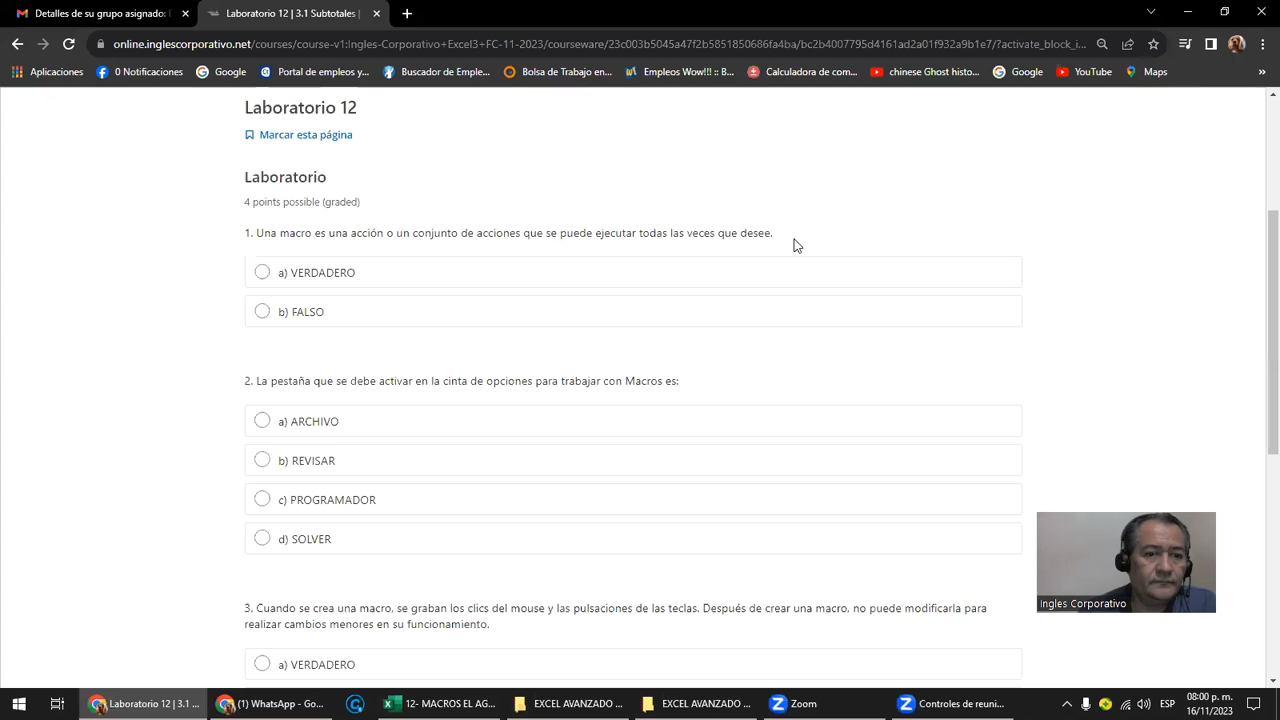 Detalles de su grupo asignado:
Laboratorio 12 | 3.1 Subtotales |
online.inglescorporativo.net/courses/course-v1:Ingles-Corporativo+Excel3+FC-11-2023/courseware/23c003b5045a47f2b5851850686fa4ba/bc2b4007795d4161ad2a01f932a9b1e7/?activate_block_i...
Aplicaciones
0 Notificaciones
Google
Portal de empleos y...
Buscador de Emple...
Bolsa de Trabajo en...
Empleos Wow!!! :: B...
Calculadora de com...
chinese Ghost histo...
Google
YouTube
Maps
»
Laboratorio 12
Marcar esta página
Laboratorio
4 points possible (graded)
1. Una macro es una acción o un conjunto de acciones que se puede ejecutar todas las veces que desee.
a) VERDADERO
b) FALSO
2. La pestaña que se debe activar en la cinta de opciones para trabajar con Macros es:
a) ARCHIVO
b) REVISAR
c) PROGRAMADOR
d) SOLVER
3. Cuando se crea una macro, se graban los clics del mouse y las pulsaciones de las teclas. Después de crear una macro, no puede modificarla para
realizar cambios menores en su funcionamiento.
a) VERDADERO
Ingles Corporativo
Laboratorio 12 | 3.1 ...
(1) WhatsApp - Go...
12- MACROS EL AG...
EXCEL AVANZADO ...
EXCEL AVANZADO ...
Zoom
Controles de reuni...
ESP
08:00 p. m.
16/11/2023